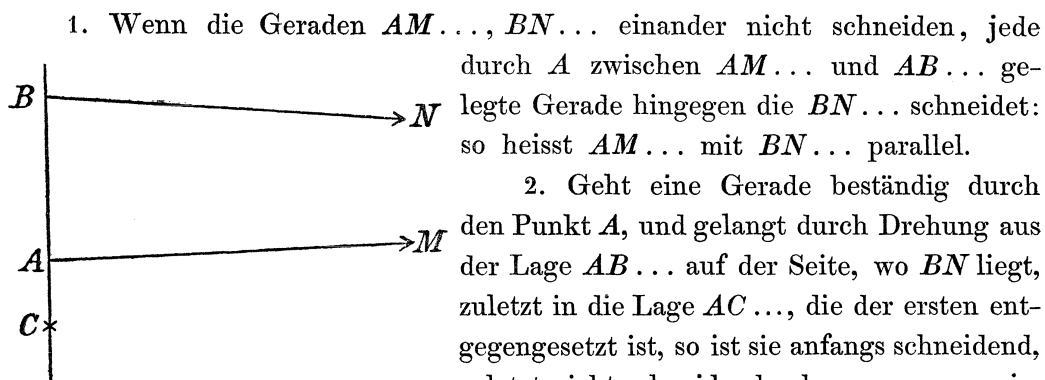 1. Wenn die Geraden AM..., BN... einander nicht schneiden, jede
durch A zwischen AM... und AB... ge-
legte Gerade hingegen die BN... schneidet:
so heisst AM... mit BN... parallel.
2. Geht eine Gerade beständig durch
den Punkt A, und gelangt durch Drehung aus
der Lage AB... auf der Seite, wo BN liegt,
zuletzt in die Lage AC..., die der ersten ent-
gegengesetzt ist, so ist sie anfangs schneidend,
B
N
A
M
C